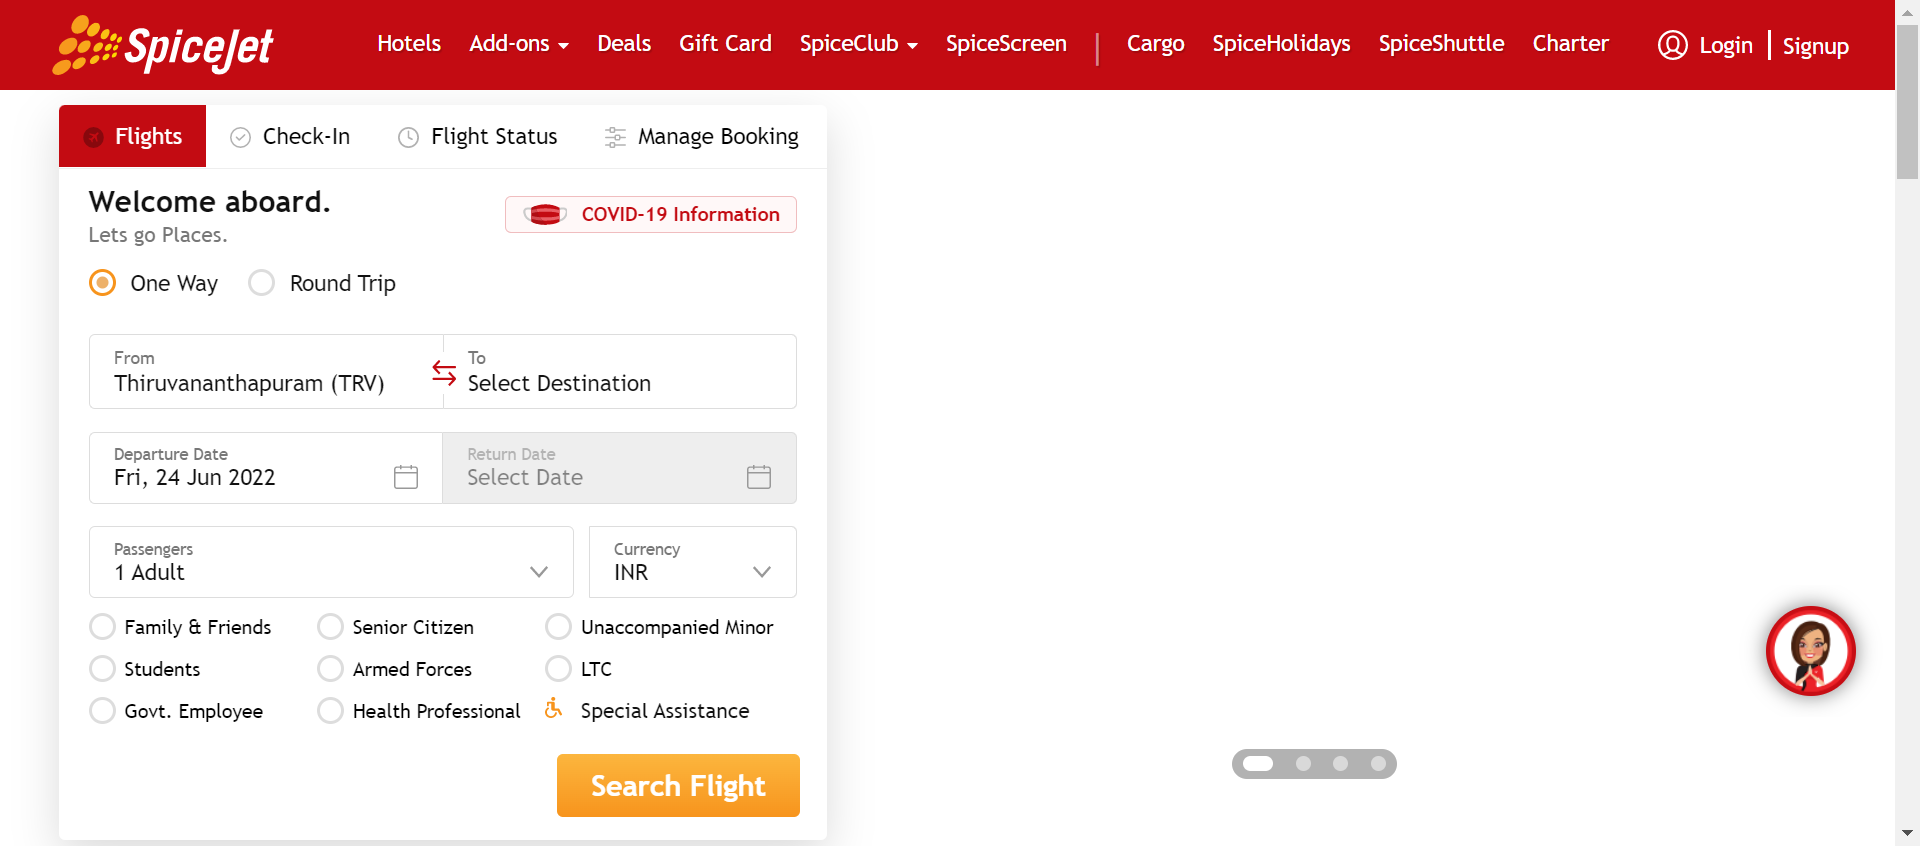 SpiceJet
Hotels Add-ons Deals Gift Card SpiceClub SpiceScreen | Cargo SpiceHolidays SpiceShuttle Charter Login | Signup
Flights Check-In Flight Status Manage Booking
Welcome aboard.
Lets go Places.
COVID-19 Information
One Way Round Trip
From
Thiruvananthapuram (TRV)
To
Select Destination
Departure Date
Fri, 24 Jun 2022
Return Date
Select Date
Passengers
1 Adult
Currency
INR
Family & Friends Senior Citizen Unaccompanied Minor
Students Armed Forces LTC
Govt. Employee Health Professional Special Assistance
Search Flight